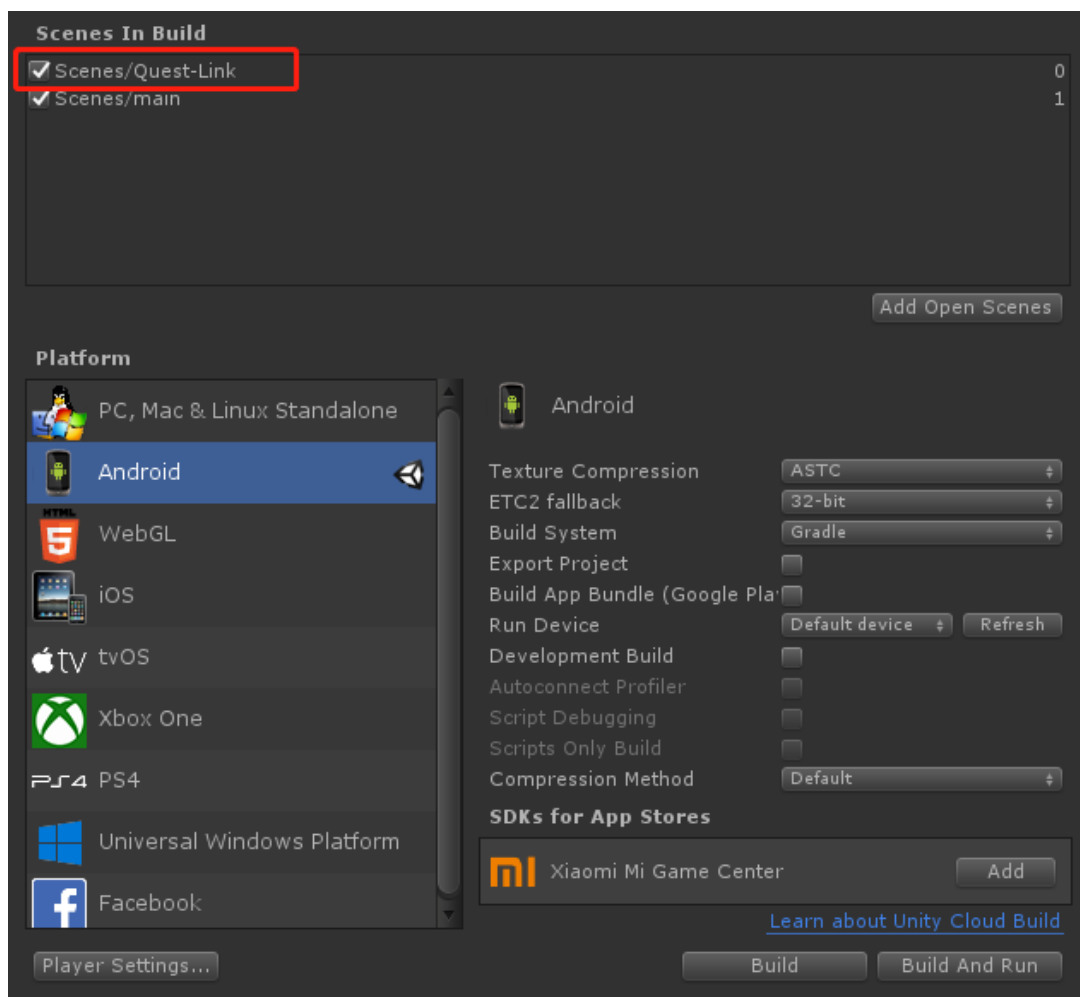 Scenes In Build
Scenes/Quest-Link 0
Scenes/main 1
Add Open Scenes
Platform
PC, Mac & Linux Standalone
Android
HTML
5
WebGL
iOS
tv tvOS
Xbox One
PS4 PS4
Universal Windows Platform
f Facebook
Android
Texture Compression ASTC
ETC2 fallback 32-bit
Build System Gradle
Export Project
Build App Bundle (Google Pla
Run Device Default device Refresh
Development Build
Autoconnect Profiler
Script Debugging
Scripts Only Build
Compression Method Default
SDKs for App Stores
mi Xiaomi Mi Game Center Add
Learn about Unity Cloud Build
Player Settings... Build Build And Run